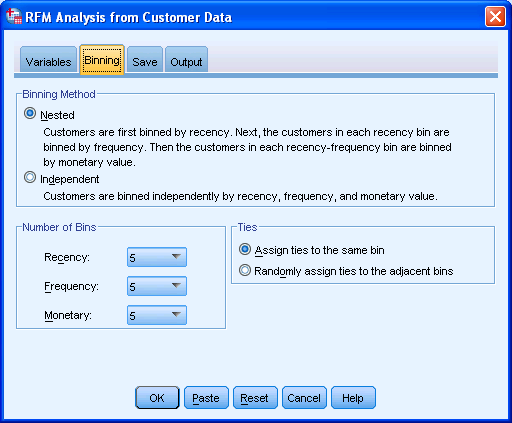 RFM Analysis from Customer Data
Variables Binning Save Output
Binning Method
Nested
Customers are first binned by recency. Next, the customers in each recency bin are
binned by frequency. Then the customers in each recency-frequency bin are binned
by monetary value.
Independent
Customers are binned independently by recency, frequency, and monetary value.
Number of Bins
Recency: 5
Frequency: 5
Monetary: 5
Ties
Assign ties to the same bin
Randomly assign ties to the adjacent bins
OK Paste Reset Cancel Help